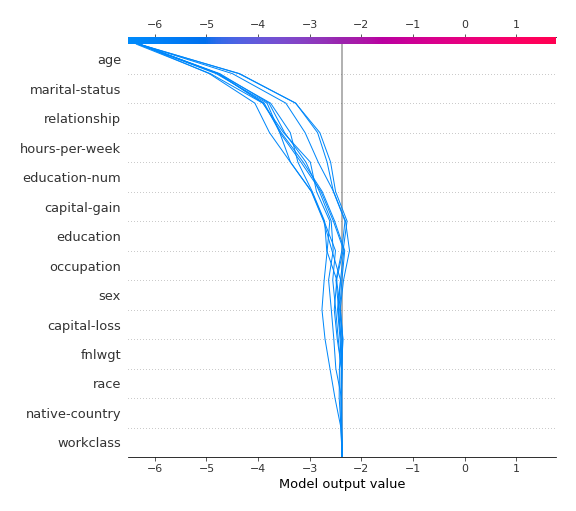 −6 −5 −4 −3 −2 −1 0 1
age
marital-status
relationship
hours-per-week
education-num
capital-gain
education
occupation
sex
capital-loss
fnlwgt
race
native-country
workclass
−6 −5 −4 −3 −2 −1 0 1
Model output value